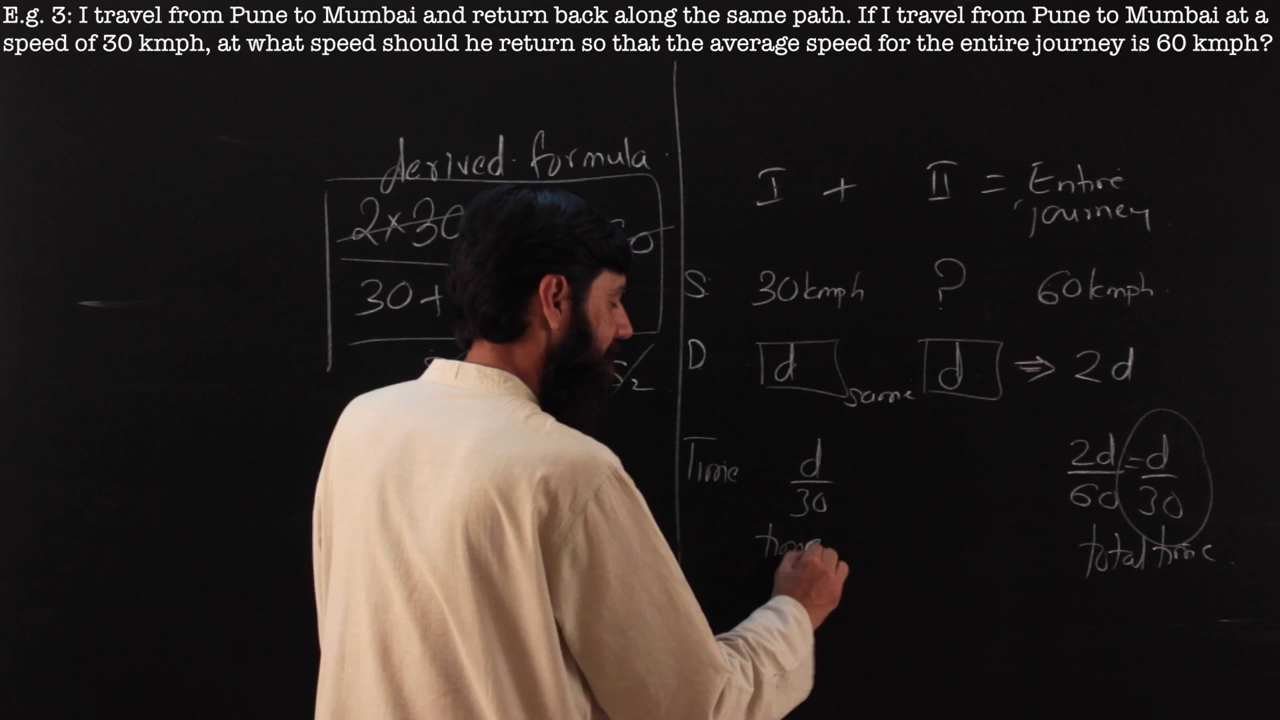 E.g. 3: I travel from Pune to Mumbai and return back along the same path. If I travel from Pune to Mumbai at a
speed of 30 kmph, at what speed should he return so that the average speed for the entire journey is 60 kmph?
derived formula
2×30
30+
I + II = Entire
journey
S. 30kmph ? 60kmph
D d same d ⇒ 2d
Time d/30 2d/60 = d/30
time total time